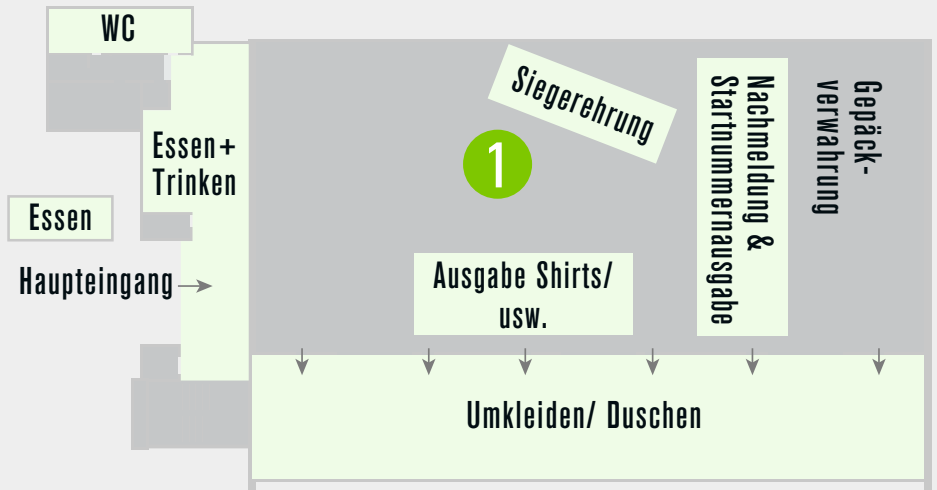 WC
Essen+
Trinken
Essen
Haupteingang
1
Siegerehrung
Nachmeldung &
Startnummernausgabe
Gepäck-
verwahrung
Ausgabe Shirts/
usw.
Umkleiden/ Duschen